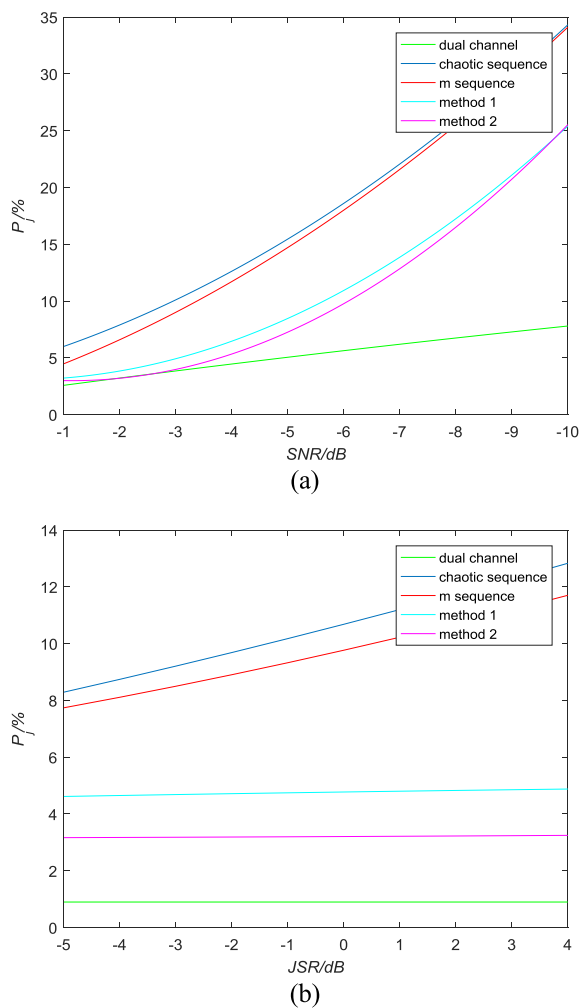 35
30
25
20
15
10
5
0
P_j/%
dual channel
chaotic sequence
m sequence
method 1
method 2
-1 -2 -3 -4 -5 -6 -7 -8 -9 -10
SNR/dB
(a)
14
12
10
8
6
4
2
0
P_j/%
dual channel
chaotic sequence
m sequence
method 1
method 2
-5 -4 -3 -2 -1 0 1 2 3 4
JSR/dB
(b)